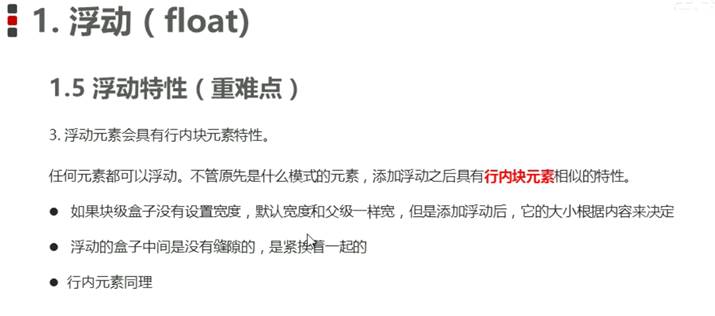 1. 浮动（float)
1.5 浮动特性（重难点）
3. 浮动元素会具有行内块元素特性。
任何元素都可以浮动。不管原先是什么模式的元素，添加浮动之后具有行内块元素相似的特性。
● 如果块级盒子没有设置宽度，默认宽度和父级一样宽，但是添加浮动后，它的大小根据内容来决定
● 浮动的盒子中间是没有缝隙的，是紧挨着一起的
● 行内元素同理